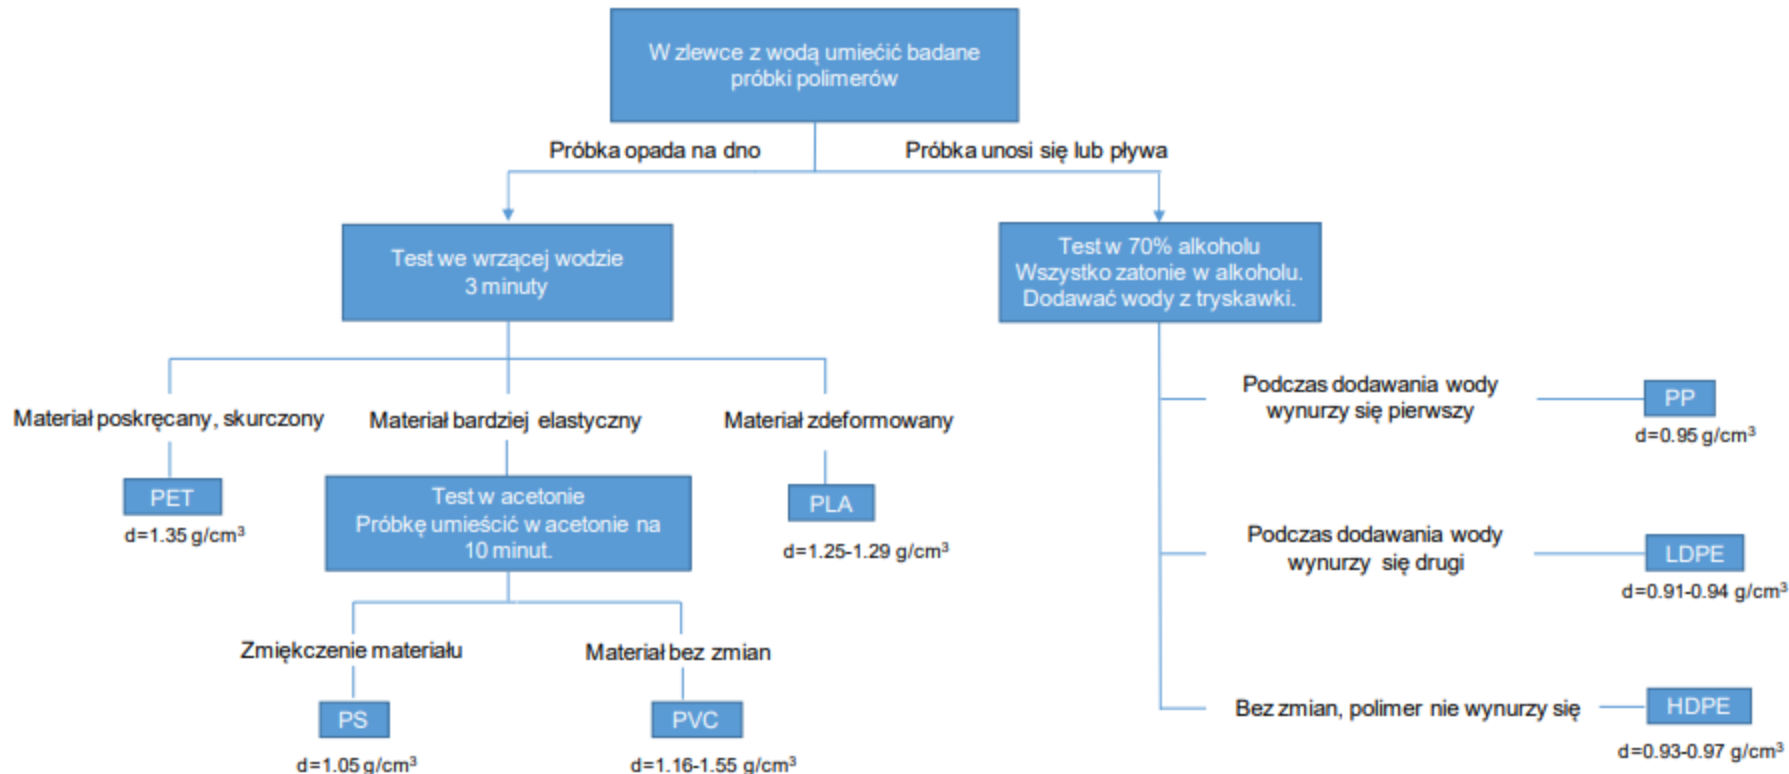 W zlewce z wodą umiećić badane
próbki polimerów
Próbka opada na dno
Próbka unosi się lub pływa
Test we wrzącej wodzie
3 minuty
Test w 70% alkoholu
Wszystko zatonie w alkoholu.
Dodawać wody z tryskawki.
Materiał poskręcany, skurczony
Materiał bardziej elastyczny
Materiał zdeformowany
Podczas dodawania wody
wynurzy się pierwszy
PP
d=0.95 g/cm³
PET
d=1.35 g/cm³
Test w acetonie
Próbkę umieścić w acetonie na
10 minut.
PLA
d=1.25-1.29 g/cm³
Podczas dodawania wody
wynurzy się drugi
LDPE
d=0.91-0.94 g/cm³
Zmiękczenie materiału
Materiał bez zmian
PS
d=1.05 g/cm³
PVC
d=1.16-1.55 g/cm³
Bez zmian, polimer nie wynurzy się
HDPE
d=0.93-0.97 g/cm³